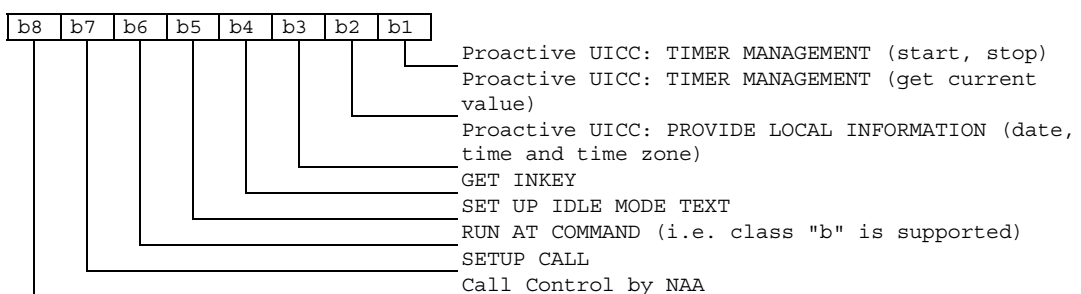 b8 b7 b6 b5 b4 b3 b2 b1
Proactive UICC: TIMER MANAGEMENT (start, stop)
Proactive UICC: TIMER MANAGEMENT (get current
value)
Proactive UICC: PROVIDE LOCAL INFORMATION (date,
time and time zone)
GET INKEY
SET UP IDLE MODE TEXT
RUN AT COMMAND (i.e. class "b" is supported)
SETUP CALL
Call Control by NAA